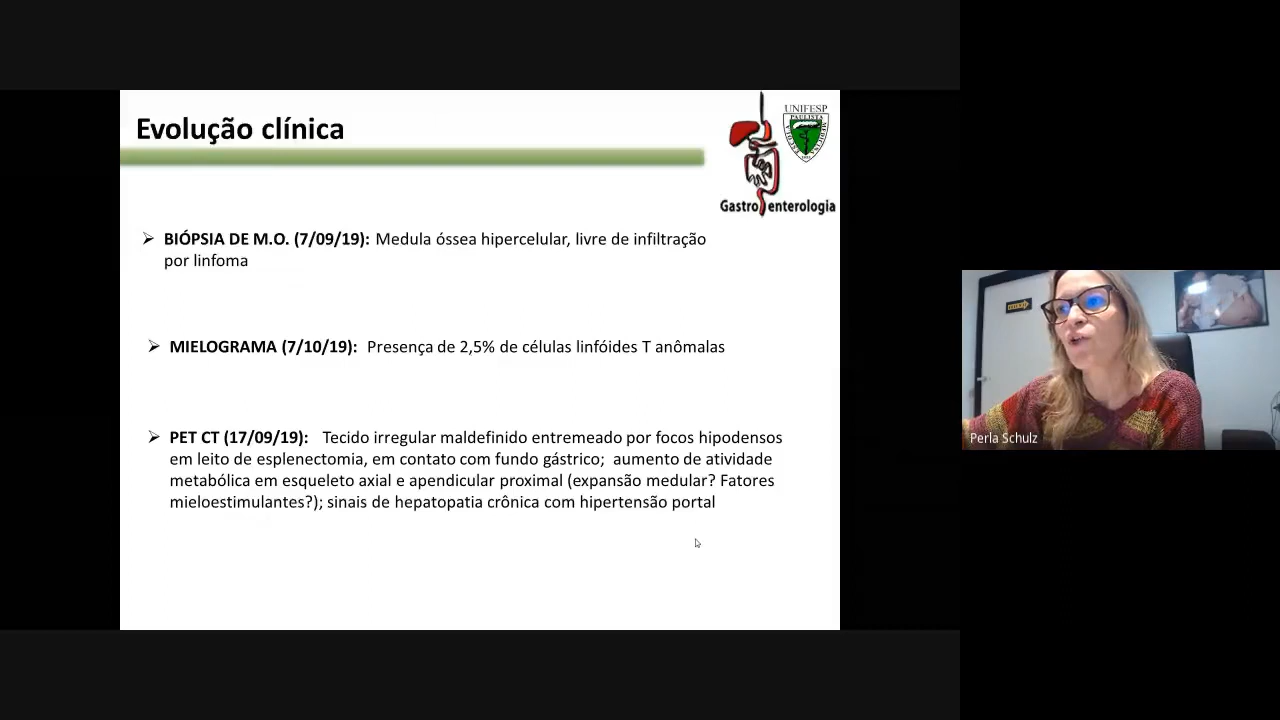 Evolução clínica
UNIFESP
Gastroenterologia
➢ BIÓPSIA DE M.O. (7/09/19): Medula óssea hipercelular, livre de infiltração
por linfoma
➢ MIELOGRAMA (7/10/19): Presença de 2,5% de células linfóides T anômalas
➢ PET CT (17/09/19): Tecido irregular maldefinido entremeado por focos hipodensos
em leito de esplenectomia, em contato com fundo gástrico; aumento de atividade
metabólica em esqueleto axial e apendicular proximal (expansão medular? Fatores
mieloestimulantes?); sinais de hepatopatia crônica com hipertensão portal
Perla Schulz